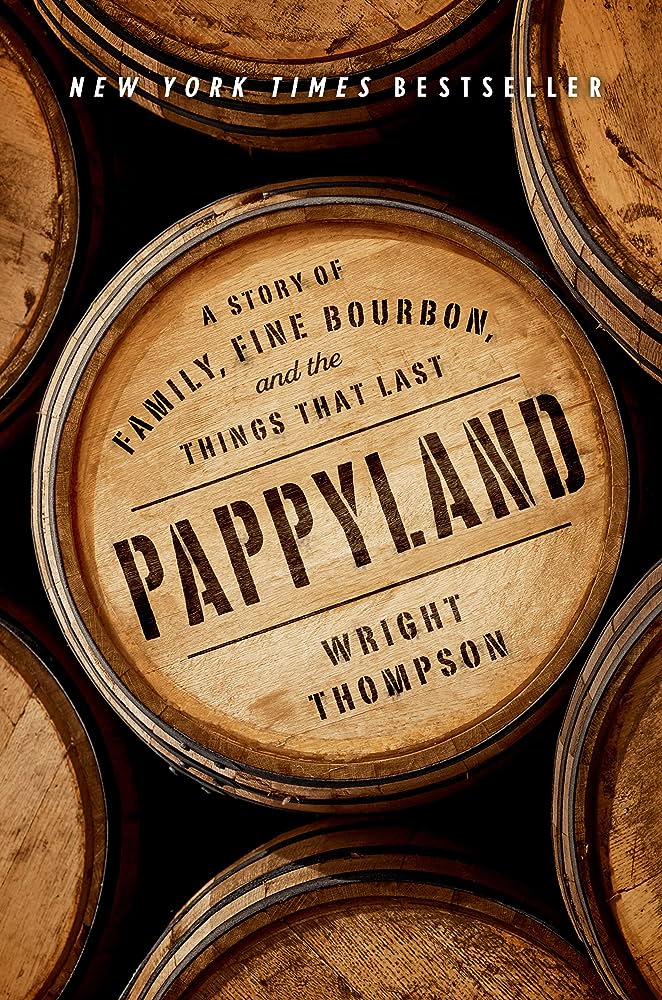 NEW YORK TIMES BESTSELLER
A STORY OF
FAMILY, FINE BOURBON,
and the
THINGS THAT LAST
PAPPYLAND
WRIGHT
THOMPSON